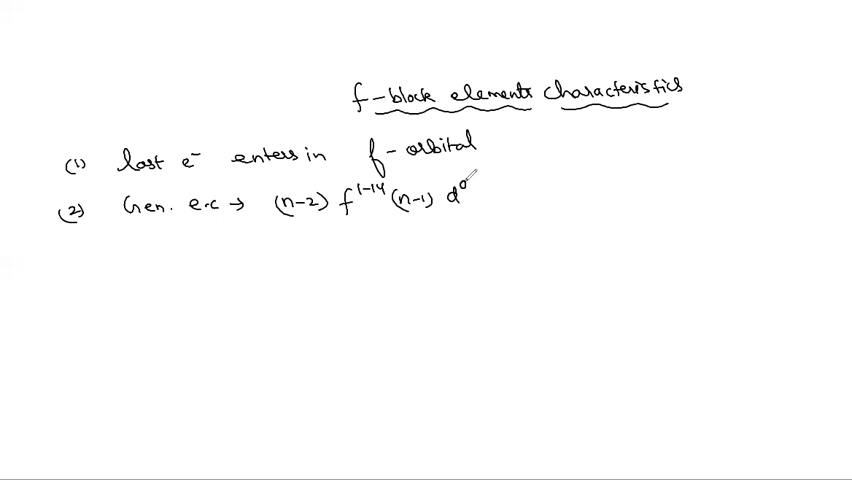 f-block elements characteristics
(1) last e⁻ enters in f-orbital
(2) Gen. e.c → (n-2) f¹⁻¹⁴ (n-1) d⁰